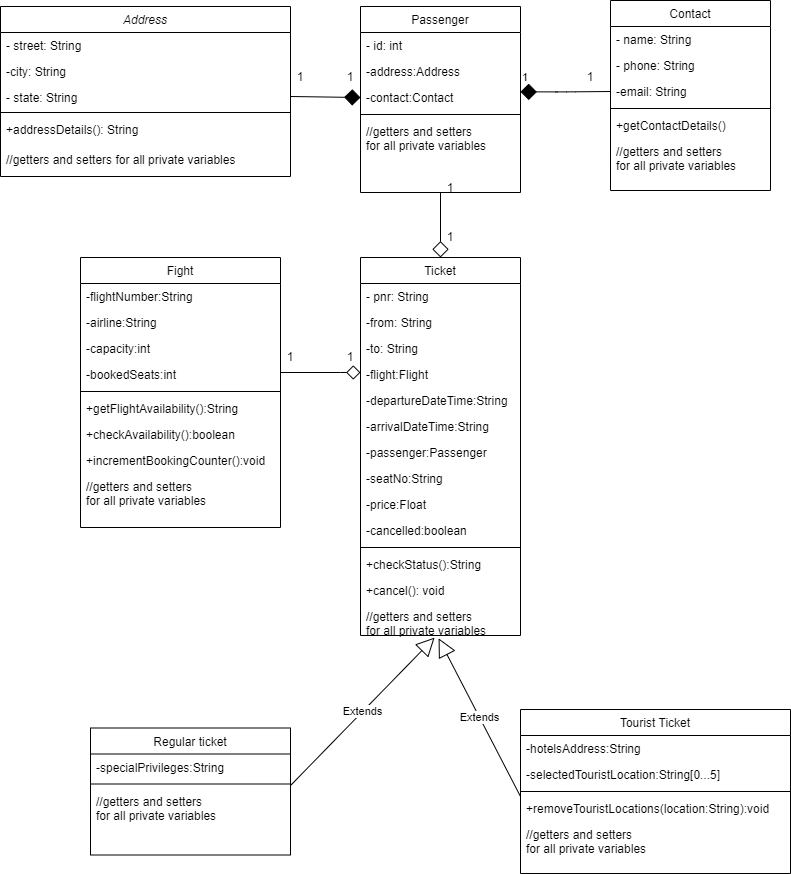 Address
- street: String
-city: String
- state: String
+addressDetails(): String
//getters and setters for all private variables
1
1
Passenger
- id: int
-address:Address
-contact:Contact
//getters and setters
for all private variables
1
1
Contact
- name: String
- phone: String
-email: String
+getContactDetails()
//getters and setters
for all private variables
1
1
Fight
-flightNumber:String
-airline:String
-capacity:int
-bookedSeats:int
+getFlightAvailability():String
+checkAvailability():boolean
+incrementBookingCounter():void
//getters and setters
for all private variables
1
1
Ticket
- pnr: String
-from: String
-to: String
-flight:Flight
-departureDateTime:String
-arrivalDateTime:String
-passenger:Passenger
-seatNo:String
-price:Float
-cancelled:boolean
+checkStatus():String
+cancel(): void
//getters and setters
for all private variables
Extends
Extends
Regular ticket
-specialPrivileges:String
//getters and setters
for all private variables
Tourist Ticket
-hotelsAddress:String
-selectedTouristLocation:String[0...5]
+removeTouristLocations(location:String):void
//getters and setters
for all private variables